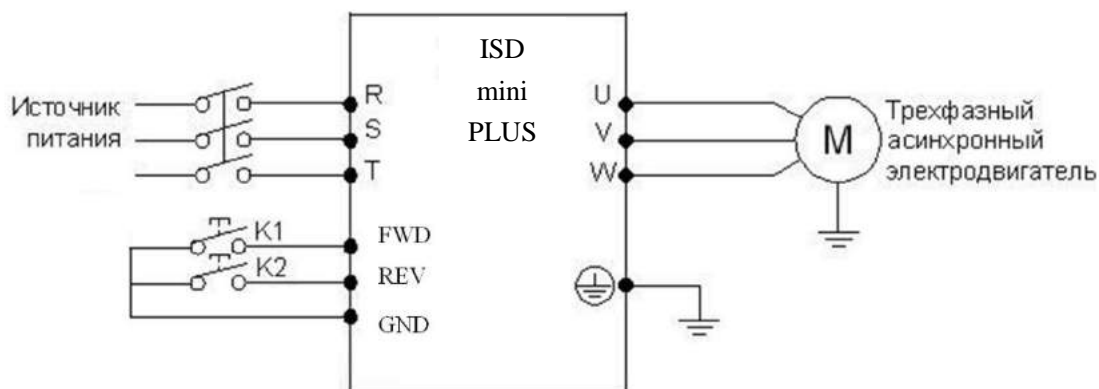 ISD
mini
PLUS
Источник
питания
R
S
T
U
V
W
M
Трехфазный
асинхронный
электродвигатель
K1
FWD
K2
REV
GND